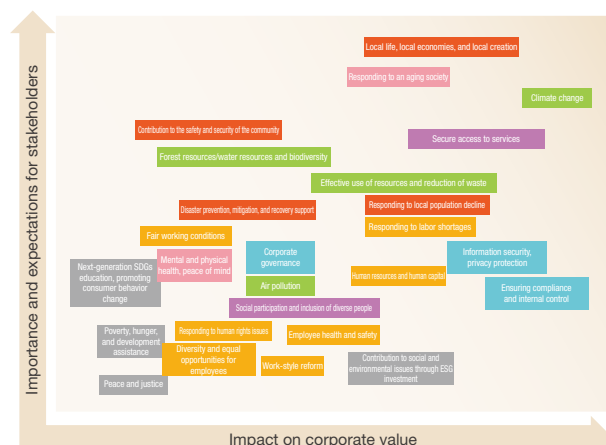 Importance and expectations for stakeholders
Local life, local economies, and local creation
Responding to an aging society
Climate change
Contribution to the safety and security of the community
Secure access to services
Forest resources/water resources and biodiversity
Effective use of resources and reduction of waste
Disaster prevention, mitigation, and recovery support
Responding to local population decline
Responding to labor shortages
Fair working conditions
Mental and physical
health, peace of mind
Corporate
governance
Information security,
privacy protection
Next-generation SDGs
education, promoting
consumer behavior
change
Human resources and human capital
Air pollution
Ensuring compliance
and internal control
Social participation and inclusion of diverse people
Poverty, hunger,
and development
assistance
Responding to human rights issues
Employee health and safety
Diversity and equal
opportunities for
employees
Work-style reform
Contribution to social and
environmental issues through ESG
investment
Peace and justice
Impact on corporate value